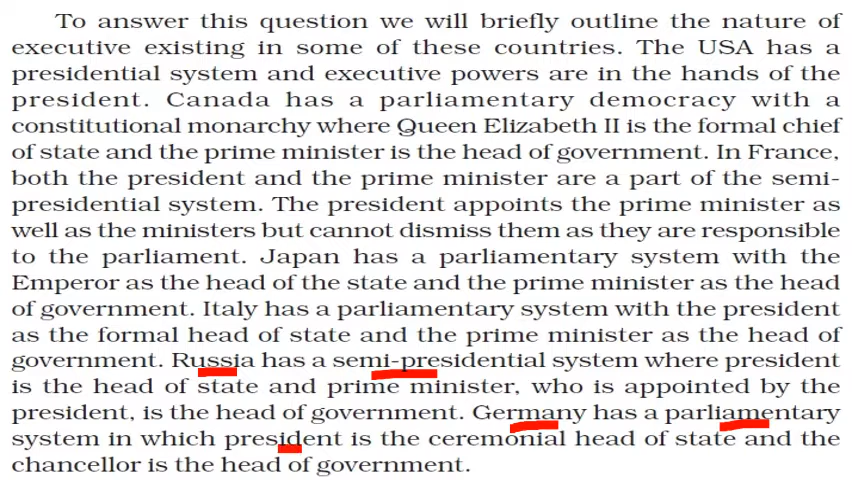 To answer this question we will briefly outline the nature of
executive existing in some of these countries. The USA has a
presidential system and executive powers are in the hands of the
president. Canada has a parliamentary democracy with a
constitutional monarchy where Queen Elizabeth II is the formal chief
of state and the prime minister is the head of government. In France,
both the president and the prime minister are a part of the semi-
presidential system. The president appoints the prime minister as
well as the ministers but cannot dismiss them as they are responsible
to the parliament. Japan has a parliamentary system with the
Emperor as the head of the state and the prime minister as the head
of government. Italy has a parliamentary system with the president
as the formal head of state and the prime minister as the head of
government. Russia has a semi-presidential system where president
is the head of state and prime minister, who is appointed by the
president, is the head of government. Germany has a parliamentary
system in which president is the ceremonial head of state and the
chancellor is the head of government.